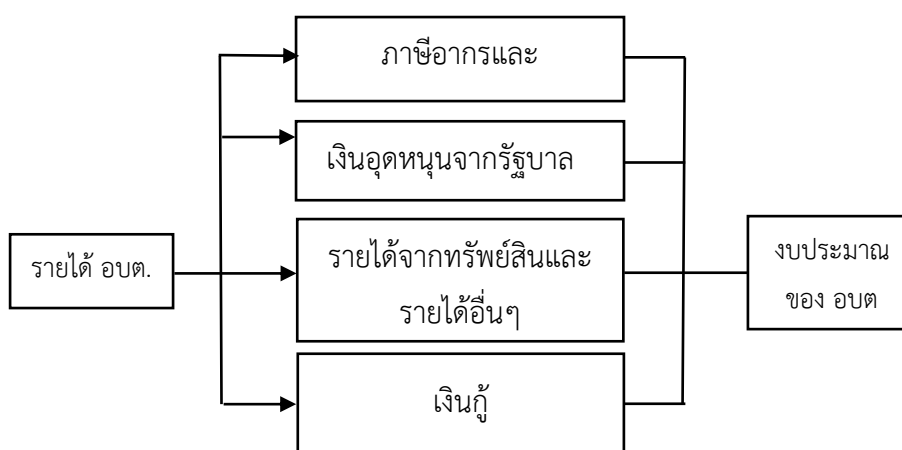 ภาษีอากรและ
เงินอุดหนุนจากรัฐบาล
รายได้ อบต.
รายได้จากทรัพย์สินและ
รายได้อื่นๆ
งบประมาณ
ของ อบต
เงินกู้